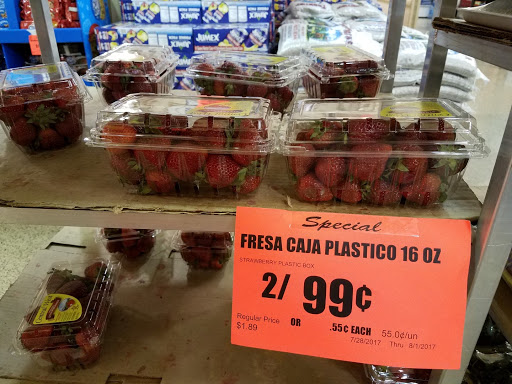 JUMEX
Special
FRESA CAJA PLASTICO 16 OZ
STRAWBERRY PLASTIC BOX
2/ 99¢
Regular Price
$1.89
OR .55¢ EACH 55.0¢/un
7/28/2017 Thru 8/1/2017